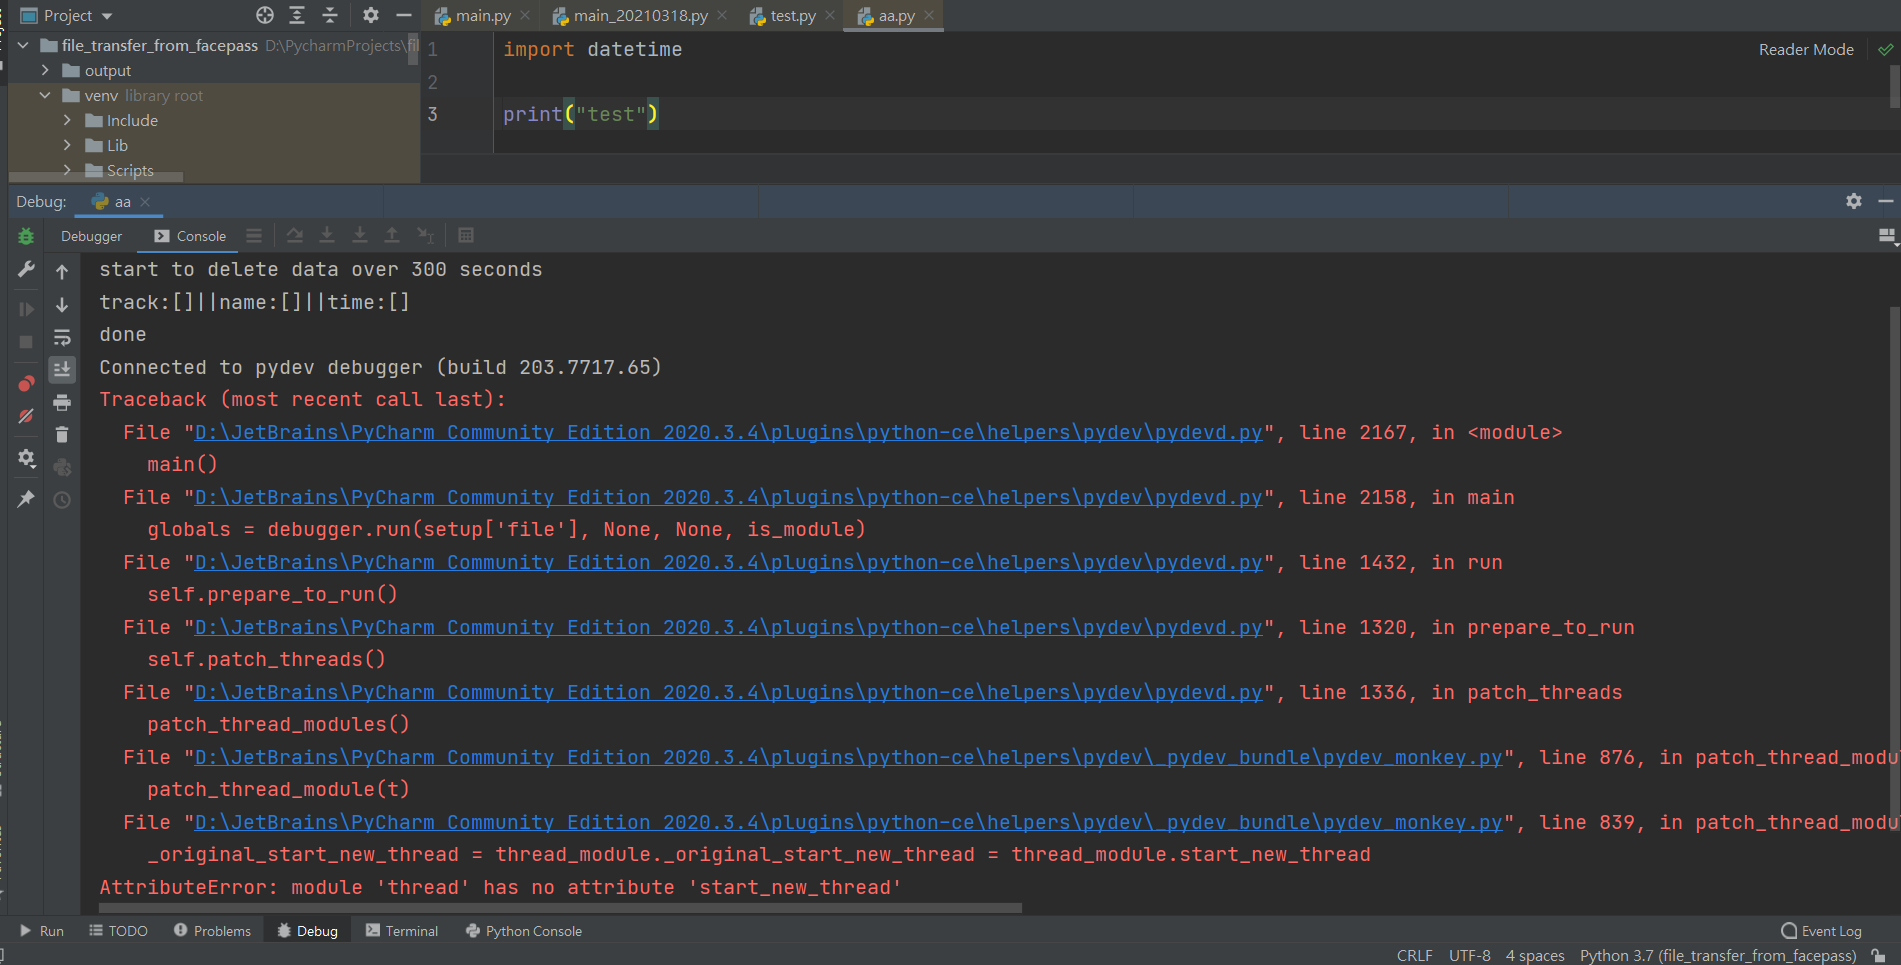 Project
main.py
main_20210318.py
test.py
aa.py
file_transfer_from_facepass D:\PycharmProjects\fil
output
venv library root
Include
Lib
Scripts
1 import datetime
2
3 print("test")
Reader Mode
Debug: aa
Debugger
Console
start to delete data over 300 seconds
track:[]||name:[]||time:[]
done
Connected to pydev debugger (build 203.7717.65)
Traceback (most recent call last):
File "D:\JetBrains\PyCharm Community Edition 2020.3.4\plugins\python-ce\helpers\pydev\pydevd.py", line 2167, in <module>
main()
File "D:\JetBrains\PyCharm Community Edition 2020.3.4\plugins\python-ce\helpers\pydev\pydevd.py", line 2158, in main
globals = debugger.run(setup['file'], None, None, is_module)
File "D:\JetBrains\PyCharm Community Edition 2020.3.4\plugins\python-ce\helpers\pydev\pydevd.py", line 1432, in run
self.prepare_to_run()
File "D:\JetBrains\PyCharm Community Edition 2020.3.4\plugins\python-ce\helpers\pydev\pydevd.py", line 1320, in prepare_to_run
self.patch_threads()
File "D:\JetBrains\PyCharm Community Edition 2020.3.4\plugins\python-ce\helpers\pydev\pydevd.py", line 1336, in patch_threads
patch_thread_modules()
File "D:\JetBrains\PyCharm Community Edition 2020.3.4\plugins\python-ce\helpers\pydev\_pydev_bundle\pydev_monkey.py", line 876, in patch_thread_modu
patch_thread_module(t)
File "D:\JetBrains\PyCharm Community Edition 2020.3.4\plugins\python-ce\helpers\pydev\_pydev_bundle\pydev_monkey.py", line 839, in patch_thread_modu
_original_start_new_thread = thread_module._original_start_new_thread = thread_module.start_new_thread
AttributeError: module 'thread' has no attribute 'start_new_thread'
Run
TODO
Problems
Debug
Terminal
Python Console
Event Log
CRLF UTF-8 4 spaces Python 3.7 (file_transfer_from_facepass)